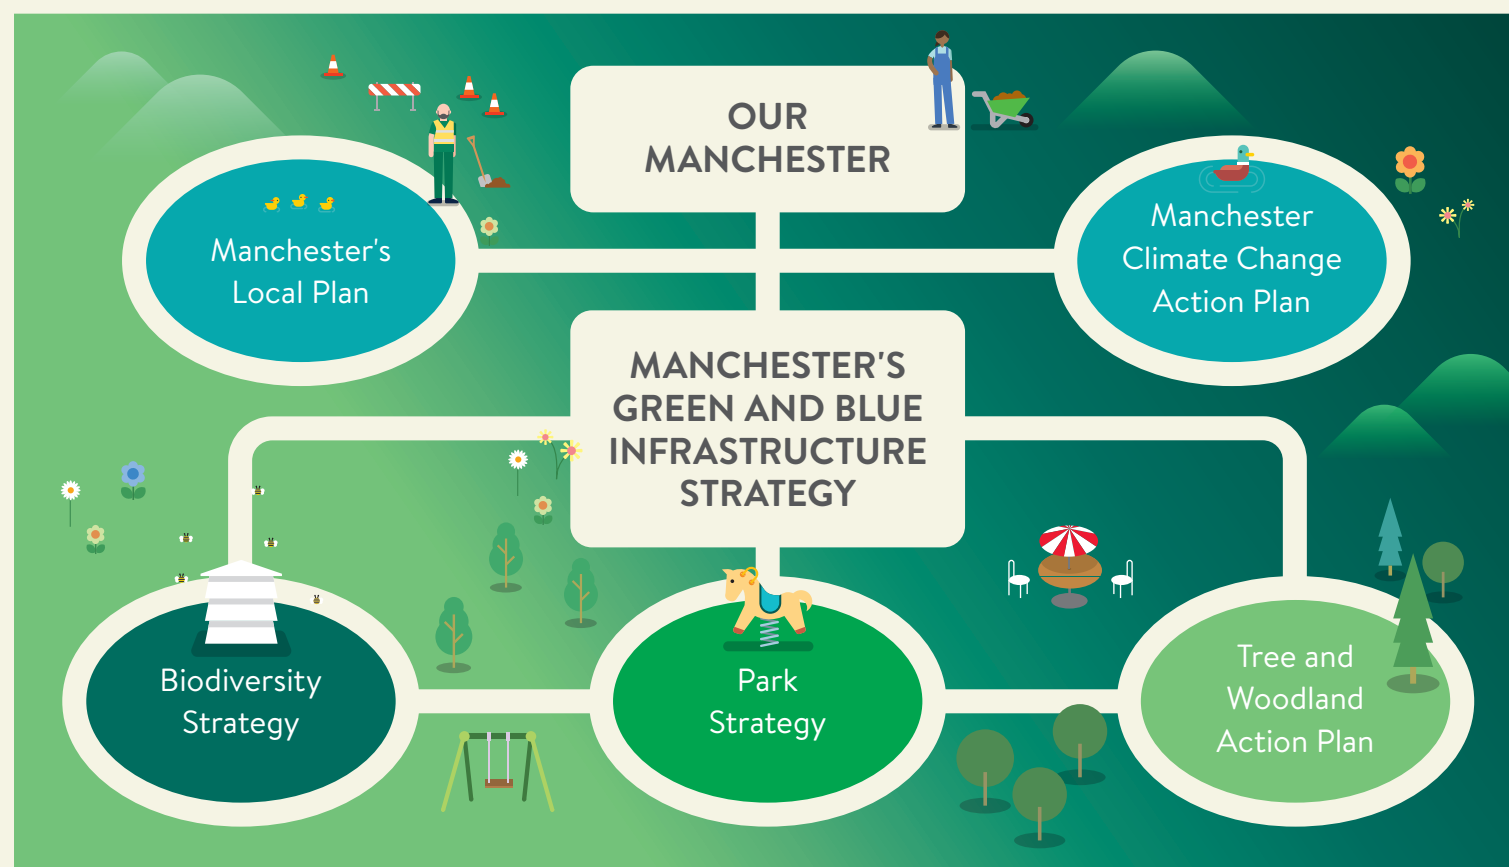 OUR
MANCHESTER
Manchester's
Local Plan
Manchester
Climate Change
Action Plan
MANCHESTER'S
GREEN AND BLUE
INFRASTRUCTURE
STRATEGY
Biodiversity
Strategy
Park
Strategy
Tree and
Woodland
Action Plan